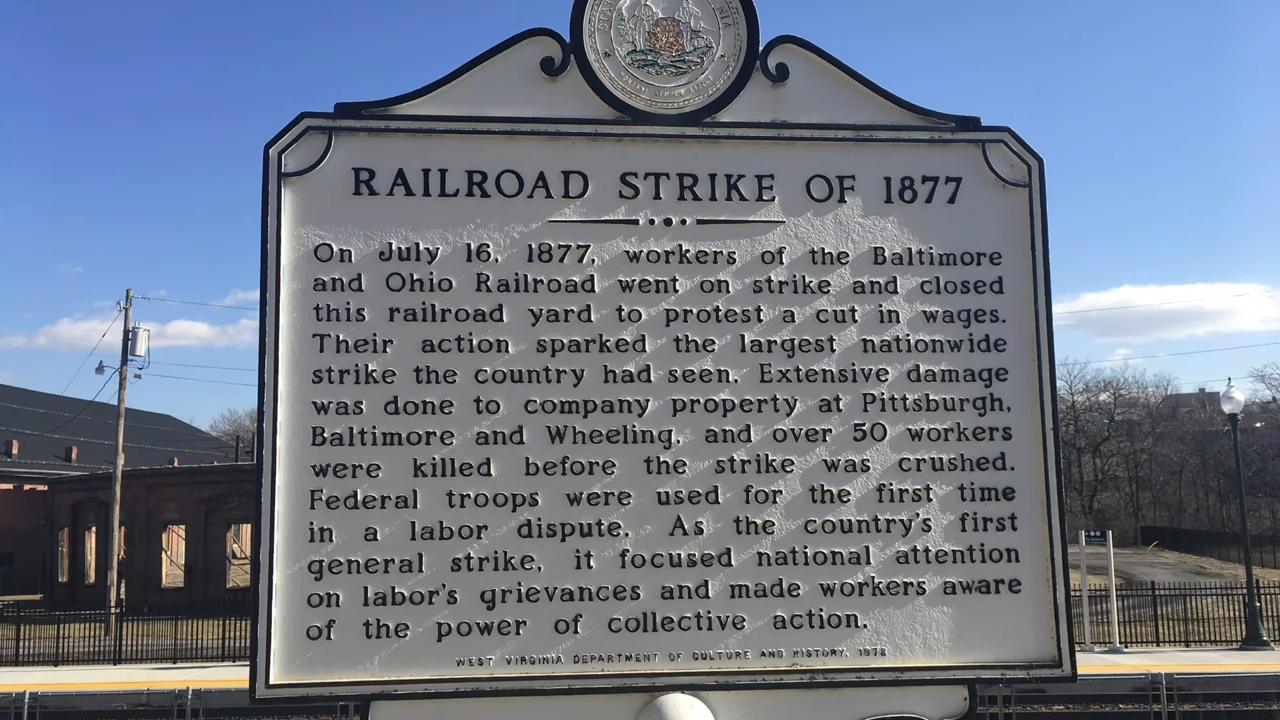 RAILROAD STRIKE OF 1877
On July 16, 1877, workers of the Baltimore
and Ohio Railroad went on strike and closed
this railroad yard to protest a cut in wages.
Their action sparked the largest nationwide
strike the country had seen. Extensive damage
was done to company property at Pittsburgh,
Baltimore and Wheeling, and over 50 workers
were killed before the strike was crushed.
Federal troops were used for the first time
in a labor dispute. As the country's first
general strike, it focused national attention
on labor's grievances and made workers aware
of the power of collective action.
WEST VIRGINIA DEPARTMENT OF CULTURE AND HISTORY, 1978